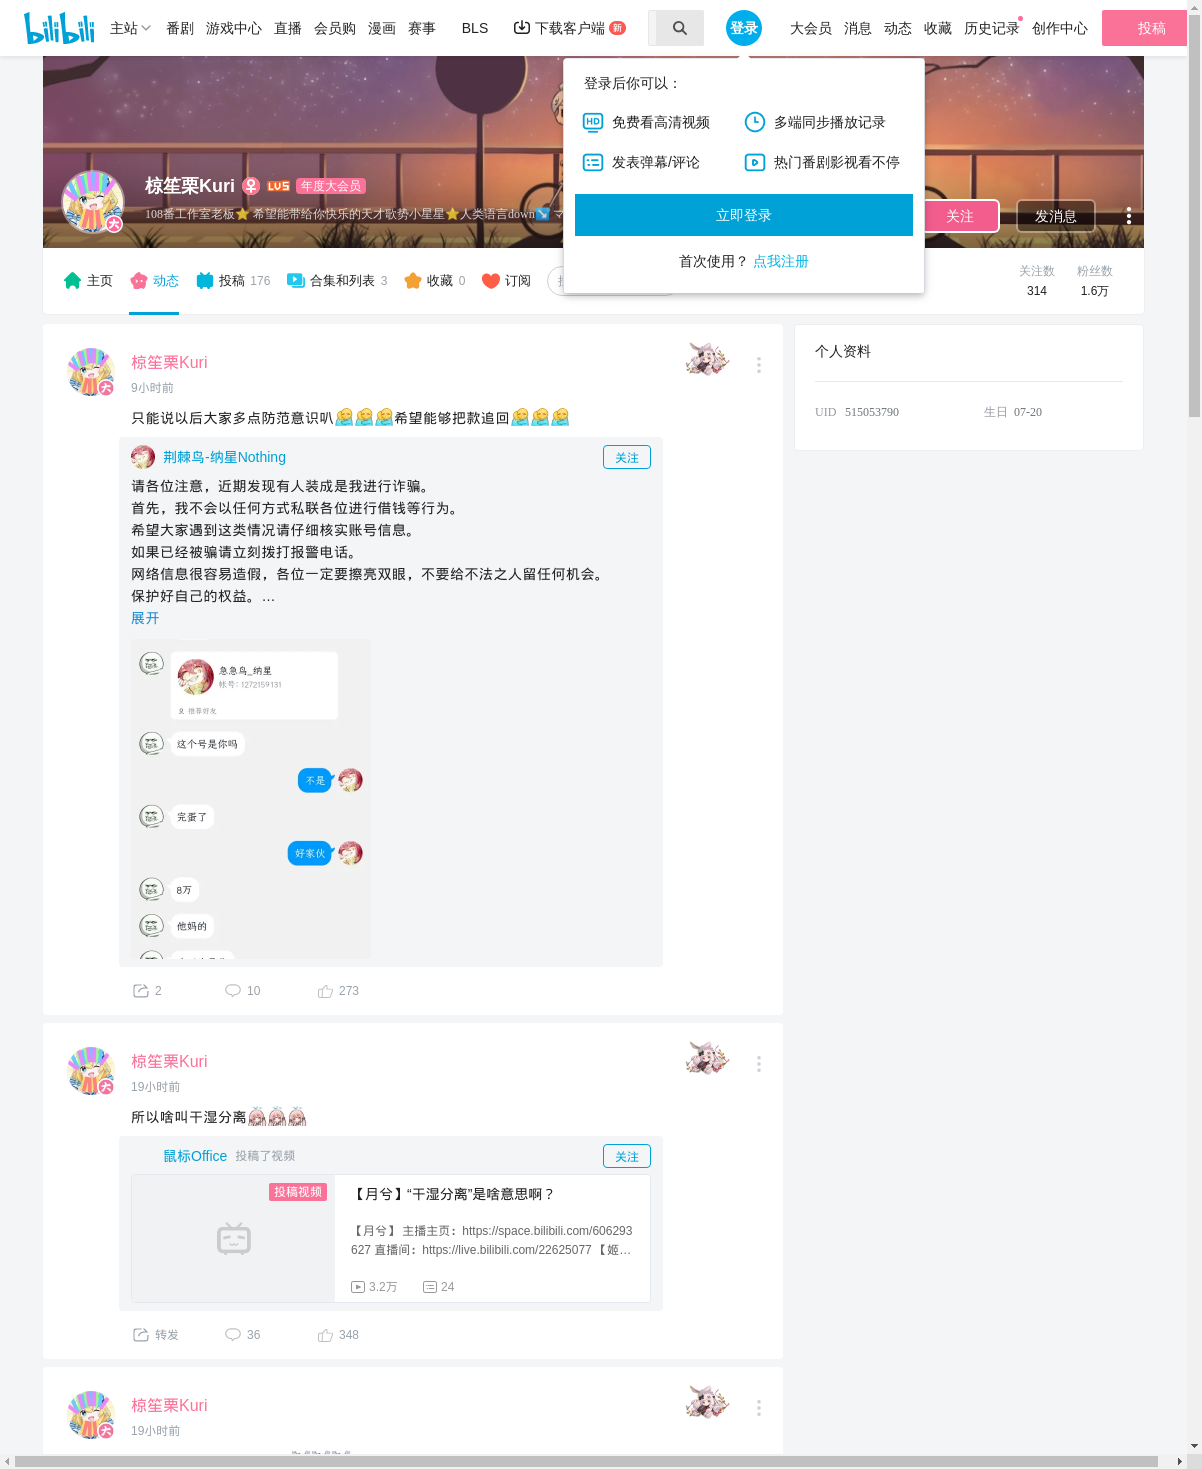 bilibili
主站 番剧 游戏中心 直播 会员购 漫画 赛事 BLS 下载客户端 新 登录 大会员 消息 动态 收藏 历史记录 创作中心 投稿
登录后你可以：
免费看高清视频 多端同步播放记录
发表弹幕/评论 热门番剧影视看不停
立即登录
首次使用？ 点我注册
椋笙栗Kuri LV5 年度大会员
108番工作室老板⭐ 希望能带给你快乐的天才歌势小星星⭐人类语言down↘️
关注 发消息
主页 动态 投稿 176 合集和列表 3 收藏 0 订阅
关注数 粉丝数
314 1.6万
椋笙栗Kuri
9小时前
只能说以后大家多点防范意识叭希望能够把款追回
荆棘鸟-纳星Nothing 关注
请各位注意，近期发现有人装成是我进行诈骗。
首先，我不会以任何方式私联各位进行借钱等行为。
希望大家遇到这类情况请仔细核实账号信息。
如果已经被骗请立刻拨打报警电话。
网络信息很容易造假，各位一定要擦亮双眼，不要给不法之人留任何机会。
保护好自己的权益。…
展开
急急鸟_纳星
帐号: 1272159131
推荐好友
这个号是你吗
不是
完蛋了
好家伙
8万
他妈的
2 10 273
个人资料
UID 515053790 生日 07-20
椋笙栗Kuri
19小时前
所以啥叫干湿分离
鼠标Office 投稿了视频 关注
投稿视频
【月兮】“干湿分离”是啥意思啊？
【月兮】 主播主页：https://space.bilibili.com/606293
627 直播间：https://live.bilibili.com/22625077 【姬…
3.2万 24
转发 36 348
椋笙栗Kuri
19小时前